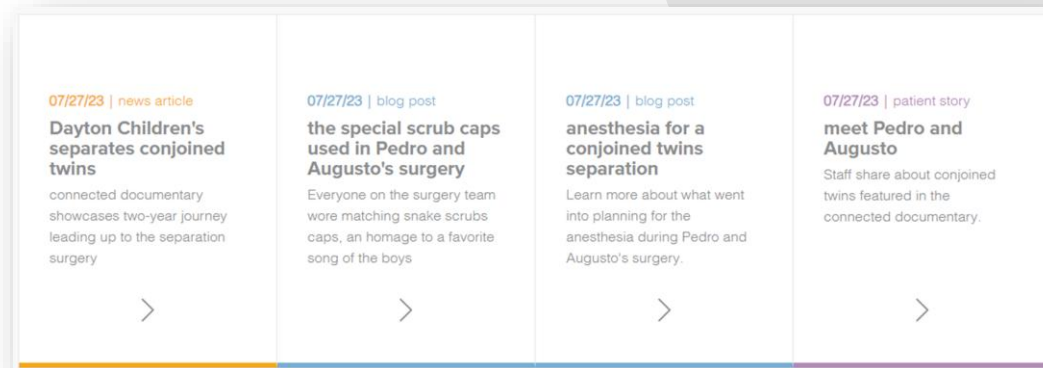 07/27/23 | news article
Dayton Children's
separates conjoined
twins
connected documentary
showcases two-year journey
leading up to the separation
surgery
07/27/23 | blog post
the special scrub caps
used in Pedro and
Augusto's surgery
Everyone on the surgery team
wore matching snake scrubs
caps, an homage to a favorite
song of the boys
07/27/23 | blog post
anesthesia for a
conjoined twins
separation
Learn more about what went
into planning for the
anesthesia during Pedro and
Augusto's surgery.
07/27/23 | patient story
meet Pedro and
Augusto
Staff share about conjoined
twins featured in the
connected documentary.